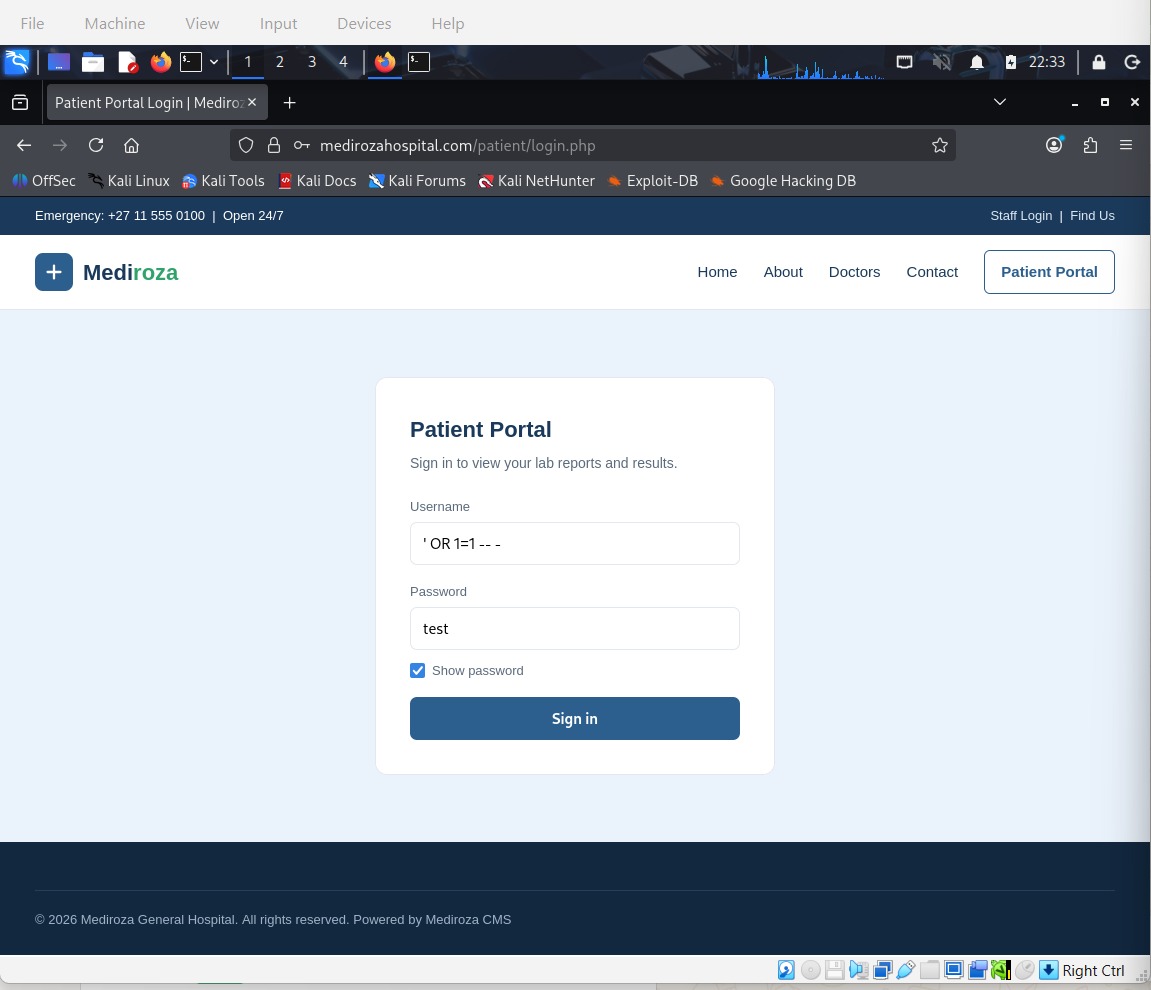 File Machine View Input Devices Help
1 2 3 4 22:33
Patient Portal Login | Mediroz
medirozahospital.com/patient/login.php
OffSec Kali Linux Kali Tools Kali Docs Kali Forums Kali NetHunter Exploit-DB Google Hacking DB
Emergency: +27 11 555 0100 | Open 24/7 Staff Login | Find Us
Mediroza Home About Doctors Contact Patient Portal
Patient Portal
Sign in to view your lab reports and results.
Username
' OR 1=1 -- -
Password
test
Show password
Sign in
© 2026 Mediroza General Hospital. All rights reserved. Powered by Mediroza CMS
Right Ctrl